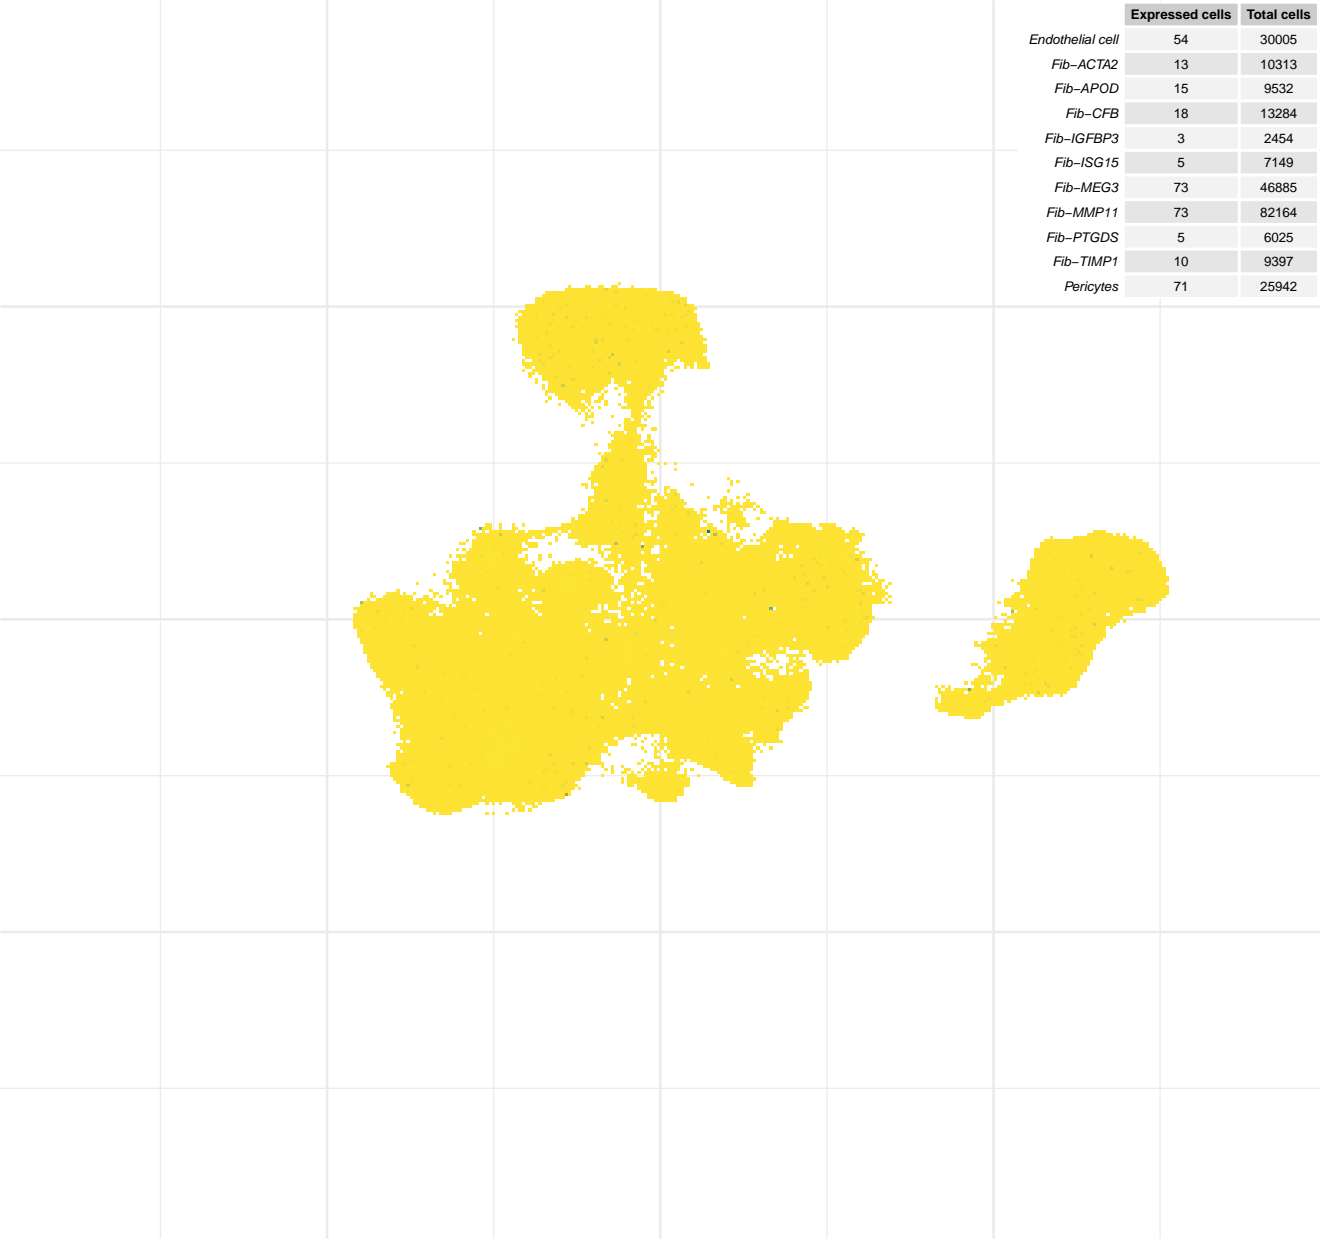 Expressed cells Total cells
Endothelial cell 54 30005
Fib−ACTA2 13 10313
Fib−APOD 15 9532
Fib−CFB 18 13284
Fib−IGFBP3 3 2454
Fib−ISG15 5 7149
Fib−MEG3 73 46885
Fib−MMP11 73 82164
Fib−PTGDS 5 6025
Fib−TIMP1 10 9397
Pericytes 71 25942